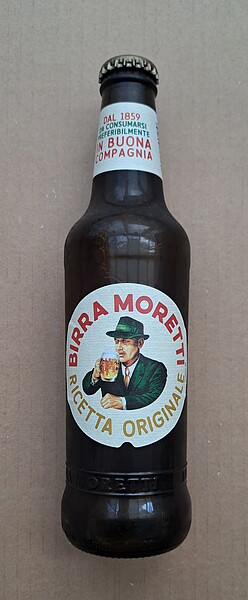 DAL 1859
DA CONSUMARSI
PREFERIBILMENTE
IN BUONA
COMPAGNIA
BIRRA MORETTI
RICETTA ORIGINALE
MORETTI